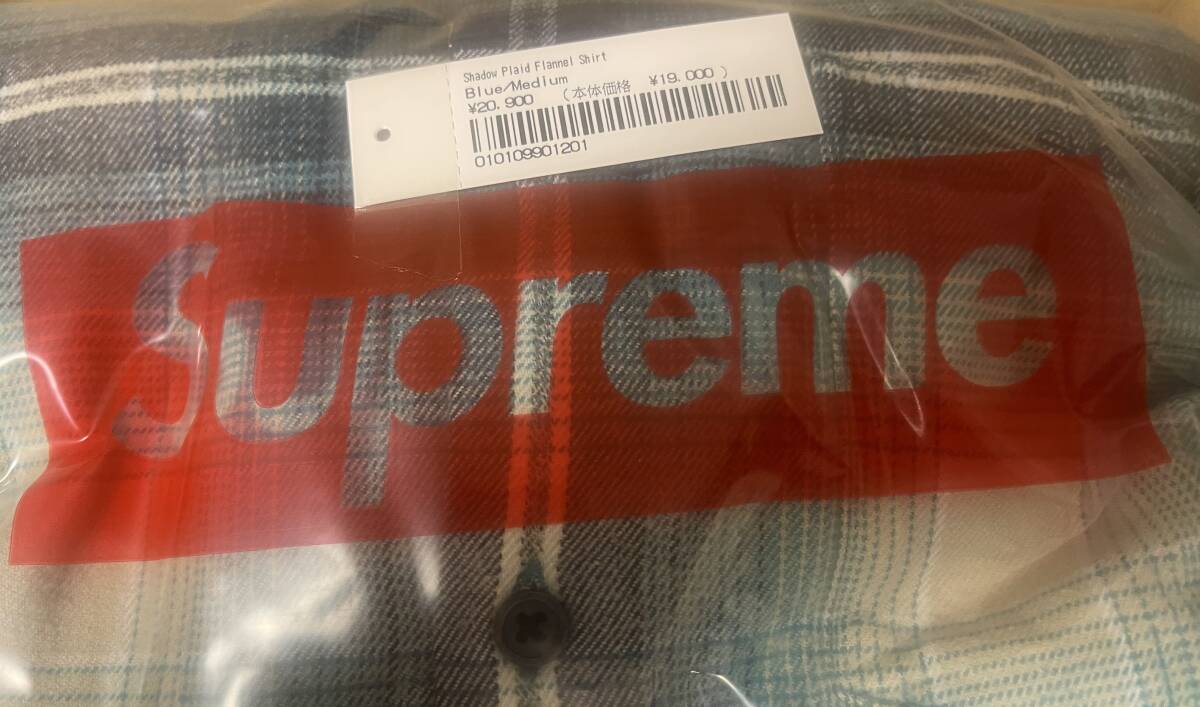 Shadow Plaid Flannel Shirt
Blue/Medium
¥20.900 (本体価格 ¥19.000 )
010109901201
Supreme